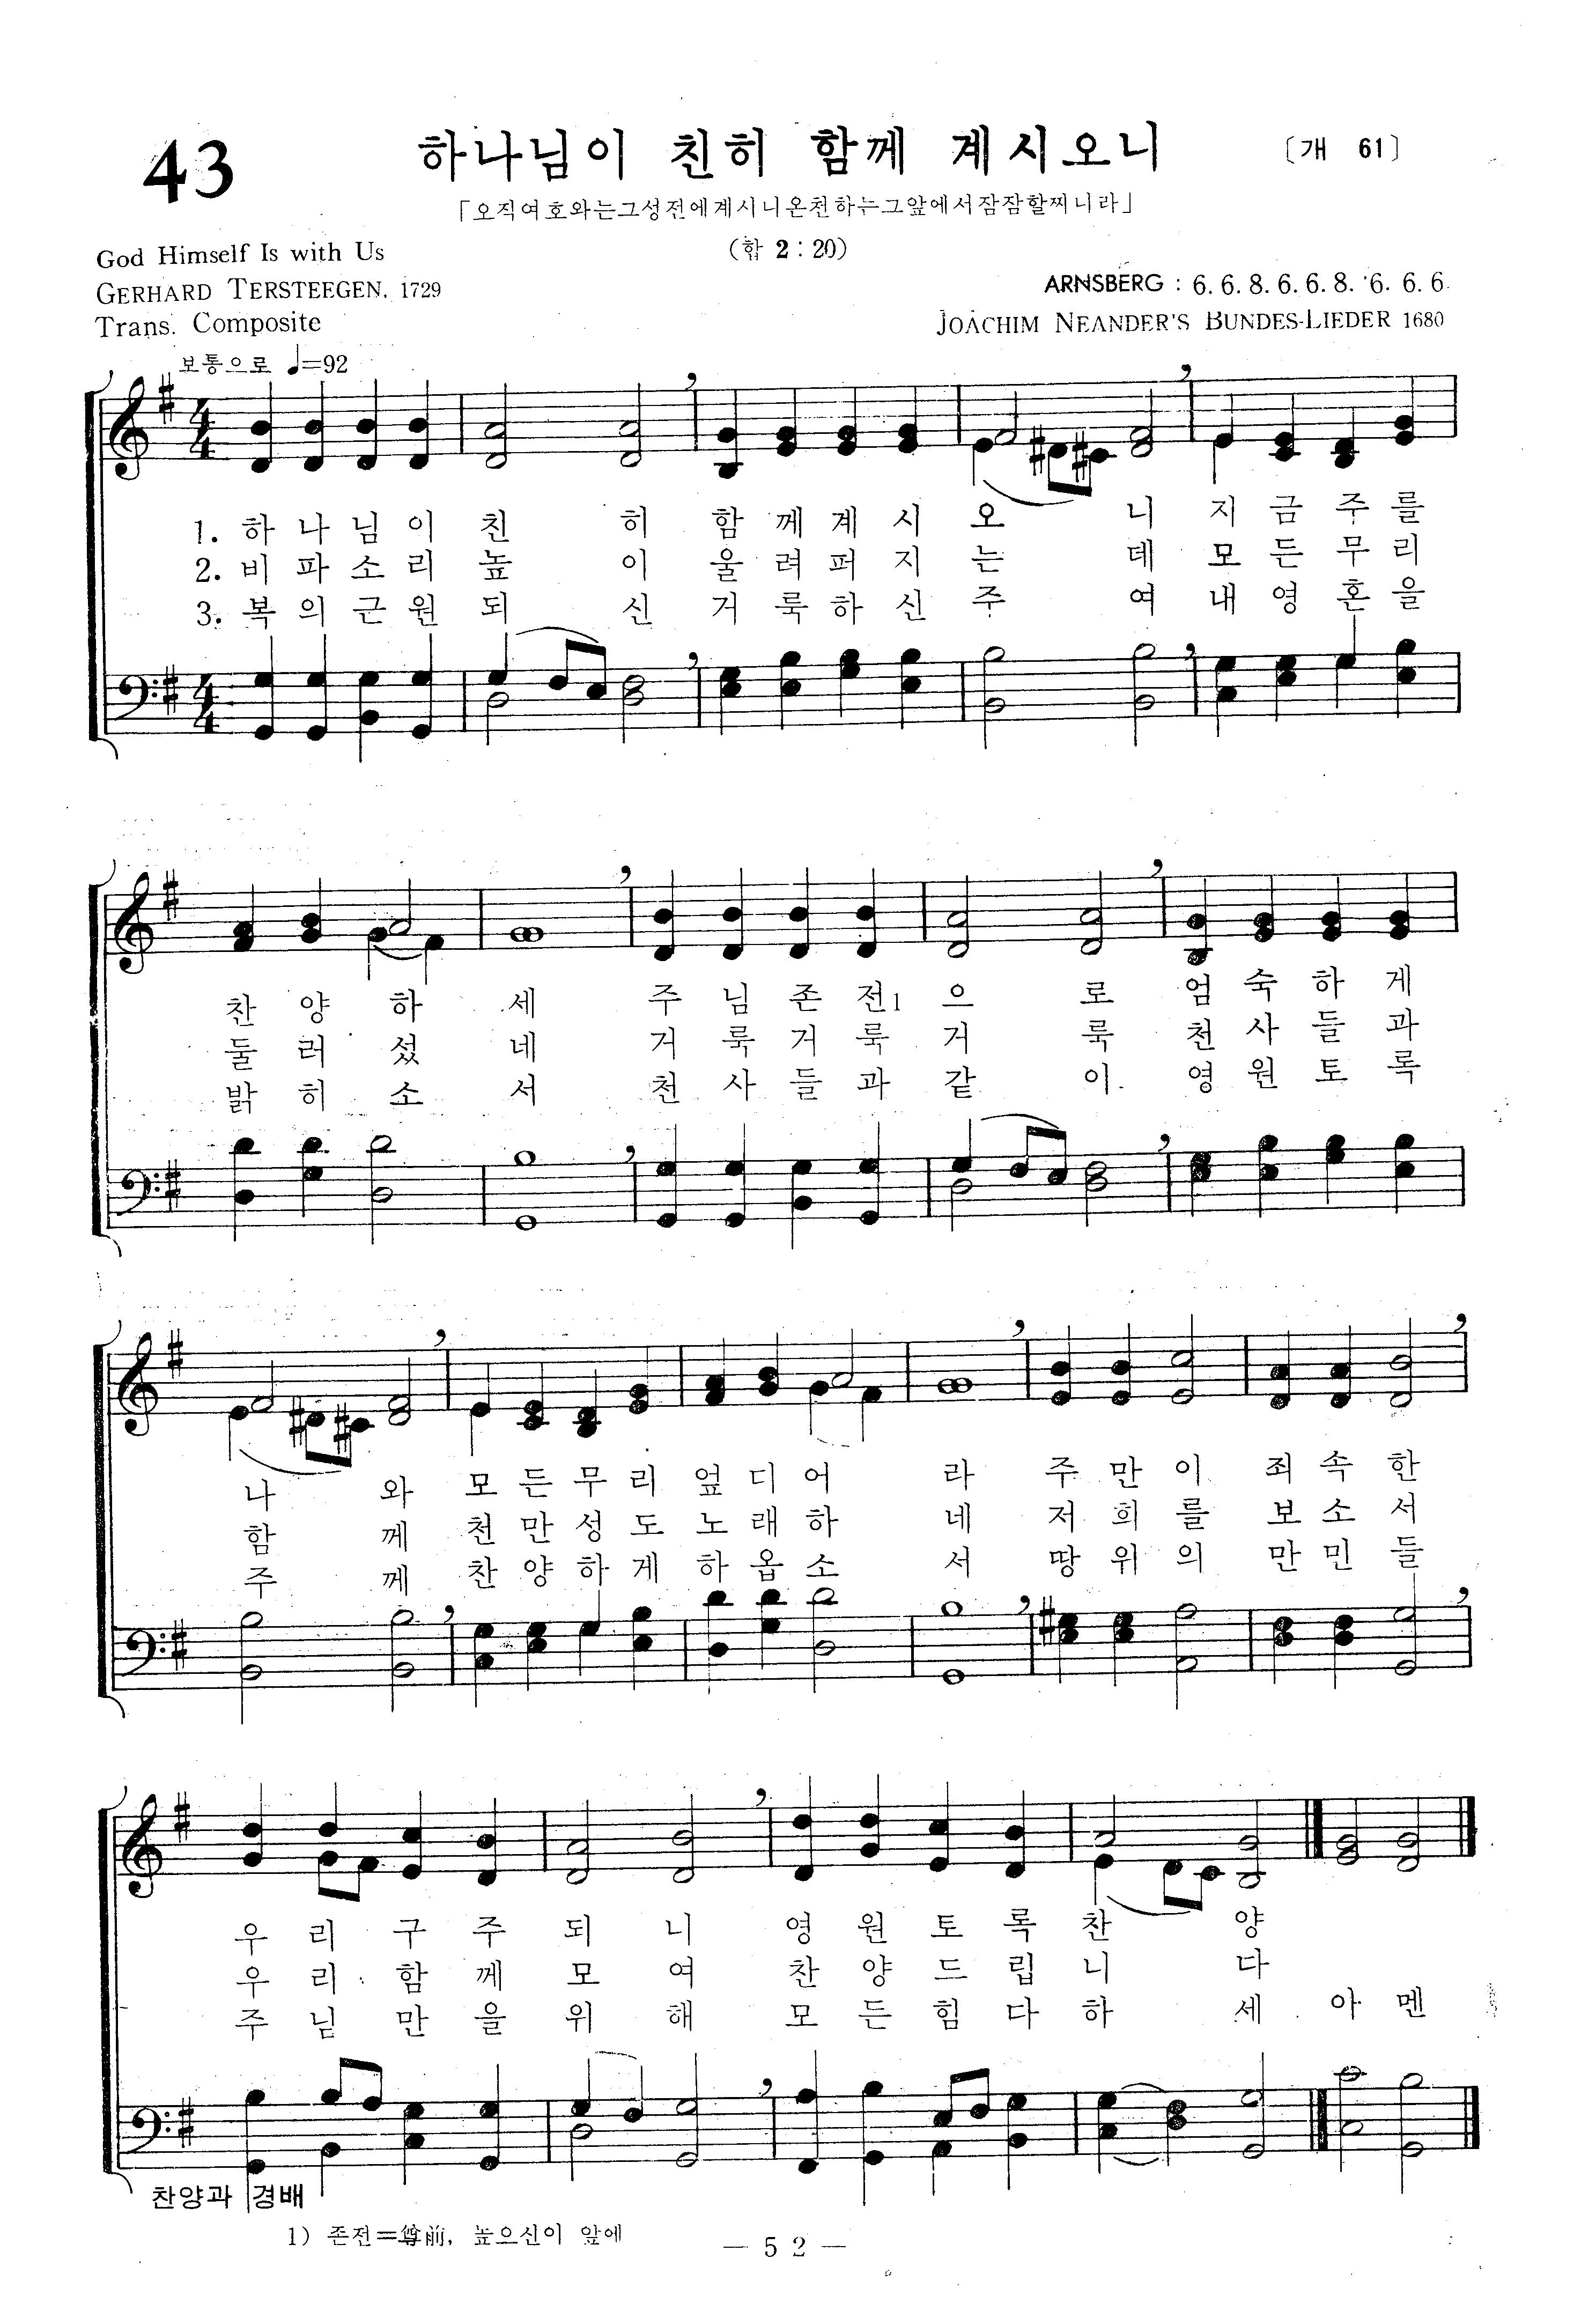 43
하나님이 친히 함께 계시오니
〔개 61〕
「오직여호와는그성전에계시니온천하는그앞에서잠잠할찌니라」
(합 2 : 20)
God Himself Is with Us
GERHARD TERSTEEGEN, 1729
Trans. Composite
ARNSBERG : 6. 6. 8. 6. 6. 8. 6. 6. 6
JOACHIM NEANDER'S BUNDES-LIEDER 1680
보통으로 ♩=92
1. 하 나 님 이 친 히 함 께 계 시 오 니 지 금 주 를
2. 비 파 소 리 높 이 울 려 퍼 지 는 데 모 든 무 리
3. 복 의 근 원 되 신 거 룩 하 신 주 여 내 영 혼 을
찬 양 하 세 주 님 존 전1 으 로 엄 숙 하 게
둘 러 섰 네 거 룩 거 룩 거 룩 천 사 들 과
밝 히 소 서 천 사 들 과 같 이 영 원 토 록
나 와 모 든 무 리 엎 디 어 라 주 만 이 죄 속 한
함 께 천 만 성 도 노 래 하 네 저 희 를 보 소 서
주 께 찬 양 하 게 하 옵 소 서 땅 위 의 만 민 들
우 리 구 주 되 니 영 원 토 록 찬 양
우 리 함 께 모 여 찬 양 드 립 니 다
주 님 만 을 위 해 모 든 힘 다 하 세 아 멘
찬양과 경배
1) 존전=尊前, 높으신이 앞에
— 5 2 —